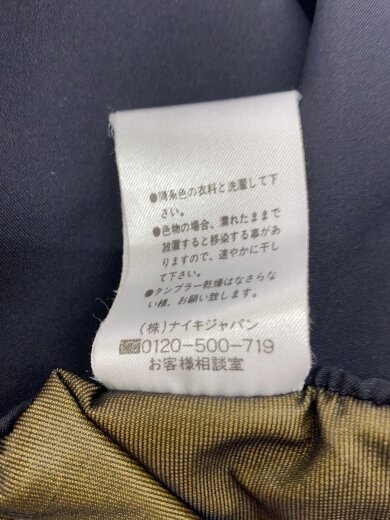 ●同系色の衣料と洗濯して下
さい。
●色物の場合、濡れたままで
放置すると移染する事があ
りますので、速やかに干し
て下さい。
●タンブラー乾燥はなさらな
い様、お願い致します。
(株)ナイキジャパン
0120-500-719
お客様相談室